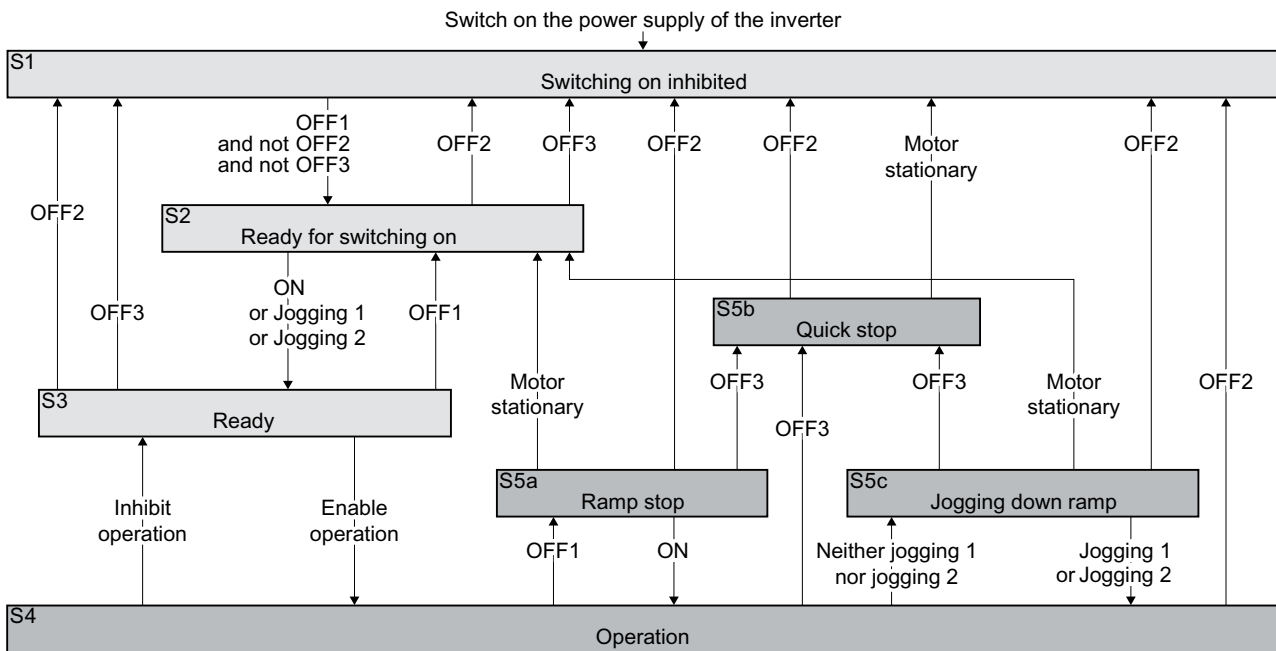 Switch on the power supply of the inverter
S1
Switching on inhibited
OFF1
and not OFF2
and not OFF3
OFF2
OFF3
OFF2
OFF2
Motor
stationary
OFF2
OFF2
S2
Ready for switching on
OFF3
ON
or Jogging 1
or Jogging 2
OFF1
S5b
Quick stop
S3
Ready
Motor
stationary
OFF3
OFF3
Motor
stationary
OFF2
OFF3
S5a
Ramp stop
S5c
Jogging down ramp
Inhibit
operation
Enable
operation
OFF1
ON
Neither jogging 1
nor jogging 2
Jogging 1
or Jogging 2
S4
Operation